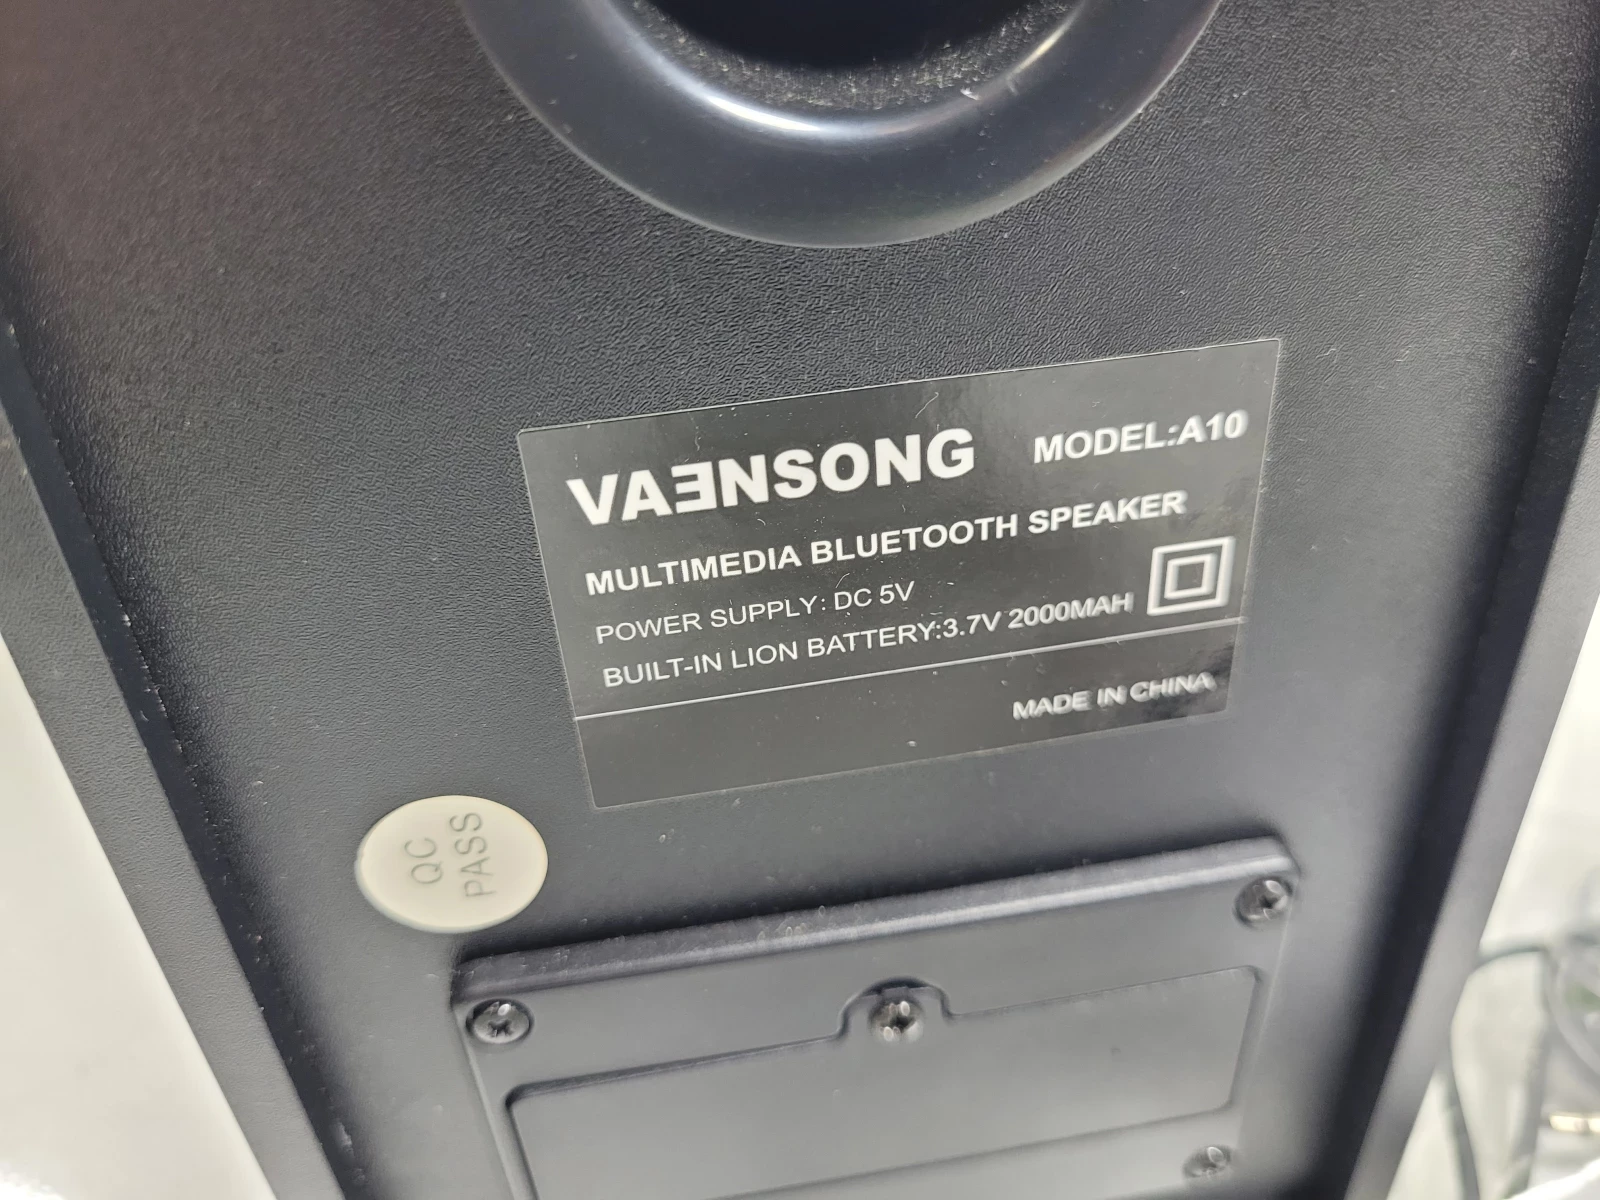 VAƎNSONG MODEL:A10
MULTIMEDIA BLUETOOTH SPEAKER
POWER SUPPLY: DC 5V
BUILT-IN LION BATTERY:3.7V 2000MAH
MADE IN CHINA
QC
PASS